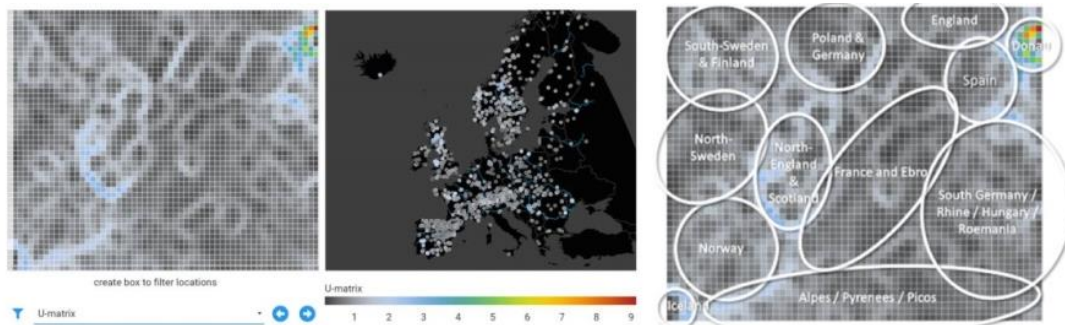 create box to filter locations
U-matrix
U-matrix
1 2 3 4 5 6 7 8 9
England
South-Sweden
& Finland
Poland &
Germany
Donau
Spain
North-
Sweden
North-
England
&
Scotland
France and Ebro
South Germany /
Rhine / Hungary /
Roemania
Norway
Alpes / Pyrenees / Picos
Iceland